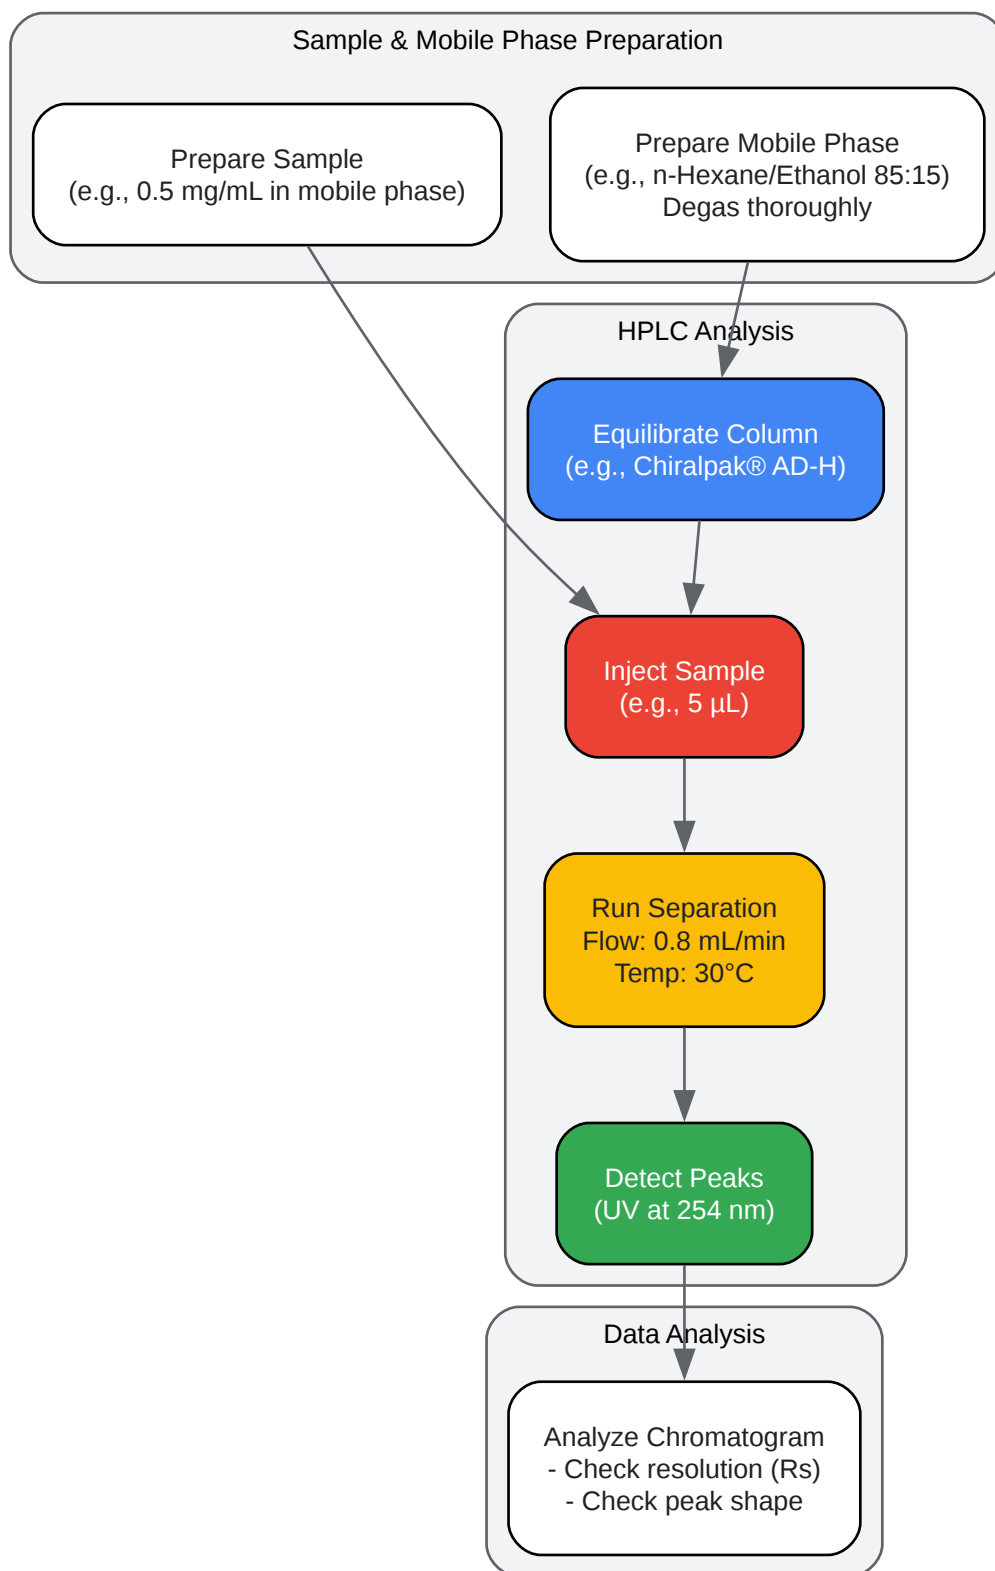 Sample & Mobile Phase Preparation
Prepare Sample
(e.g., 0.5 mg/mL in mobile phase)
Prepare Mobile Phase
(e.g., n-Hexane/Ethanol 85:15)
Degas thoroughly
HPLC Analysis
Equilibrate Column
(e.g., Chiralpak® AD-H)
Inject Sample
(e.g., 5 µL)
Run Separation
Flow: 0.8 mL/min
Temp: 30°C
Detect Peaks
(UV at 254 nm)
Data Analysis
Analyze Chromatogram
- Check resolution (Rs)
- Check peak shape